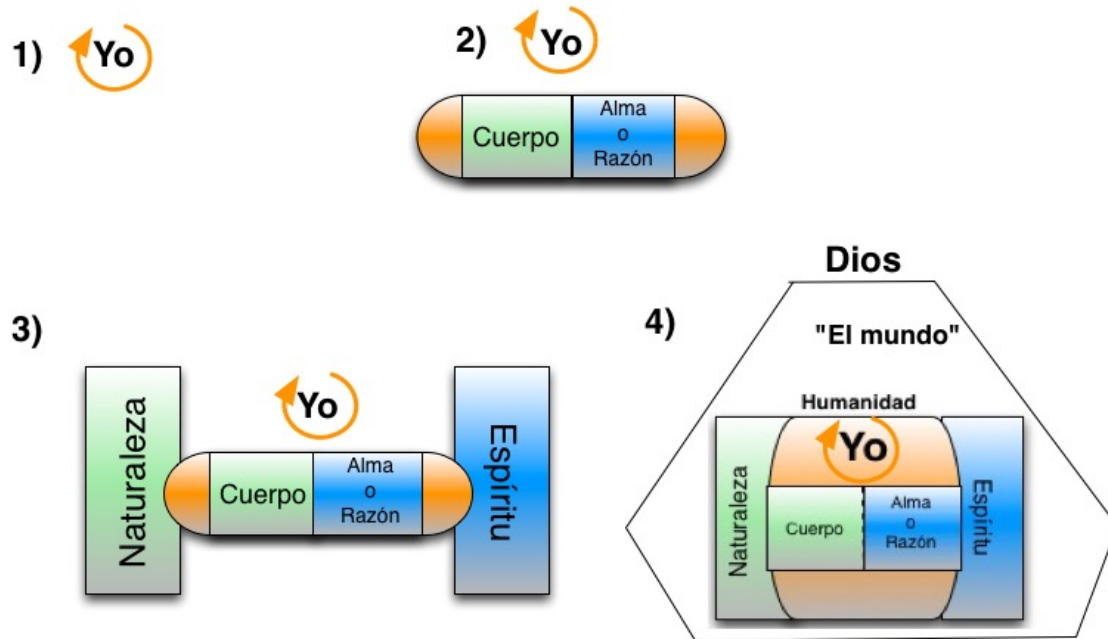 1) Yo
2) Yo
Cuerpo
Alma
o
Razón
3)
Yo
Naturaleza
Cuerpo
Alma
o
Razón
Espíritu
4)
Dios
"El mundo"
Humanidad
Yo
Naturaleza
Cuerpo
Alma
o
Razón
Espíritu